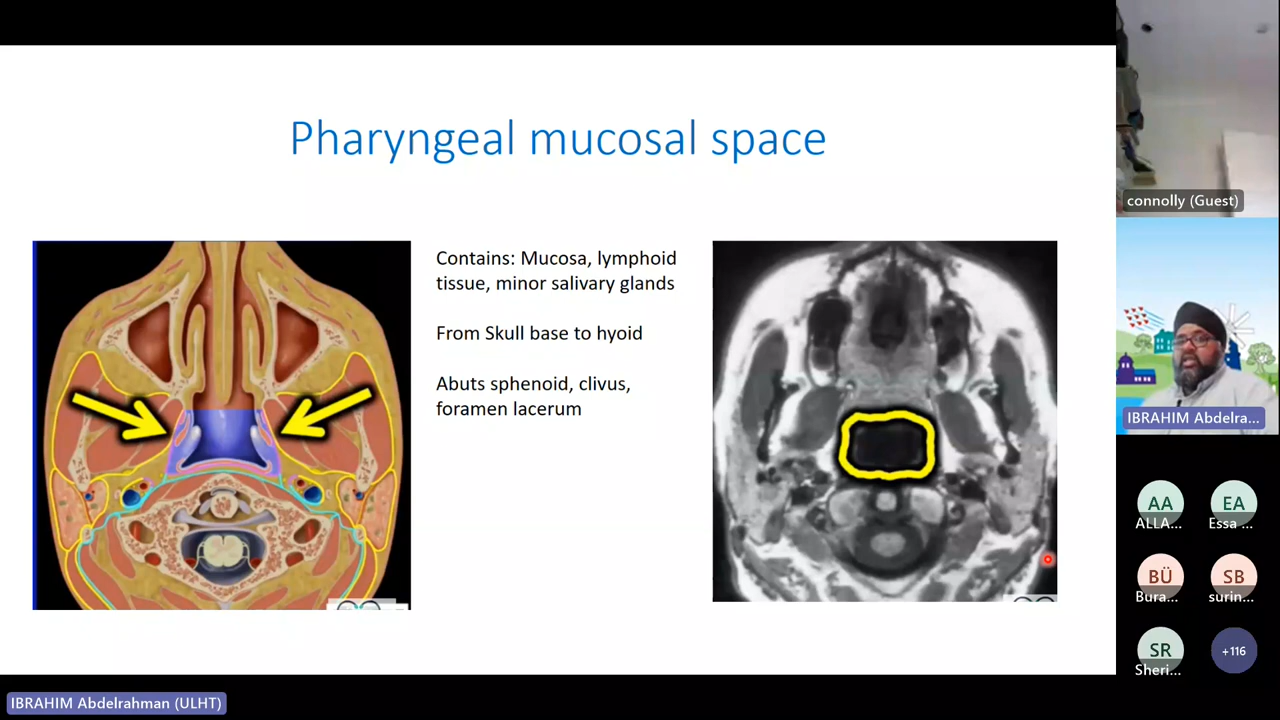 Pharyngeal mucosal space
Contains: Mucosa, lymphoid
tissue, minor salivary glands
From Skull base to hyoid
Abuts sphenoid, clivus,
foramen lacerum
connolly (Guest)
IBRAHIM Abdelra...
AA
EA
ALLA...
Essa ...
BÜ
SB
Bura...
surin...
SR
+116
Sheri...
IBRAHIM Abdelrahman (ULHT)